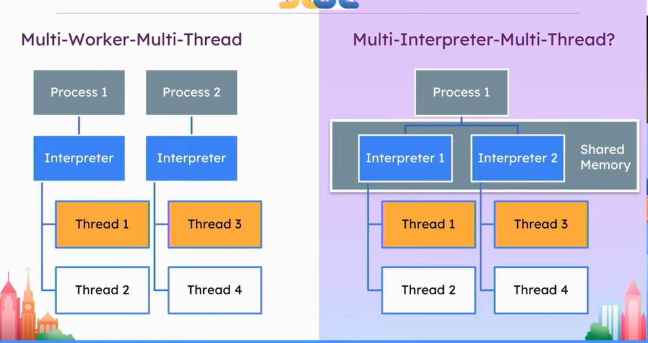 Multi-Worker-Multi-Thread
Process 1
Process 2
Interpreter
Interpreter
Thread 1
Thread 3
Thread 2
Thread 4
Multi-Interpreter-Multi-Thread?
Process 1
Interpreter 1
Interpreter 2
Shared
Memory
Thread 1
Thread 3
Thread 2
Thread 4